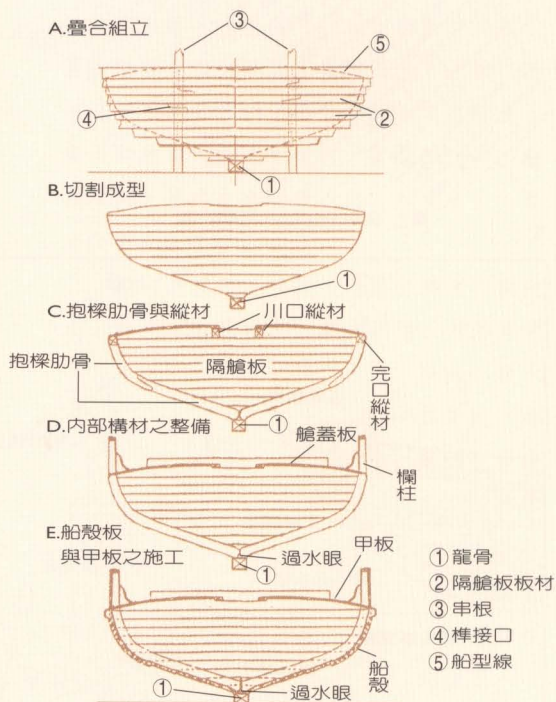 A.疊合組立
③
⑤
④
②
①
B.切割成型
①
C.抱樑肋骨與縱材
川口縱材
抱樑肋骨
隔艙板
完口縱材
①
D.內部構材之整備
艙蓋板
欄柱
過水眼
①
E.船殼板
與甲板之施工
甲板
船殼
①
過水眼
①龍骨
②隔艙板板材
③串根
④榫接口
⑤船型線